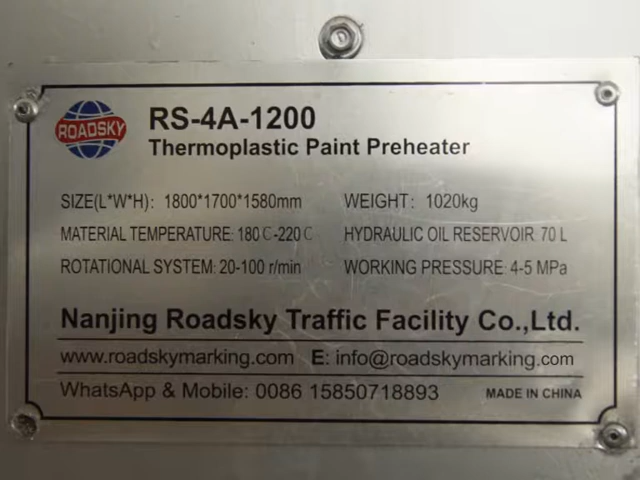 ROADSKY
RS-4A-1200
Thermoplastic Paint Preheater
SIZE(L*W*H): 1800*1700*1580mm WEIGHT: 1020kg
MATERIAL TEMPERATURE: 180℃-220℃ HYDRAULIC OIL RESERVOIR: 70 L
ROTATIONAL SYSTEM: 20-100 r/min WORKING PRESSURE: 4-5 MPa
Nanjing Roadsky Traffic Facility Co.,Ltd.
www.roadskymarking.com E: info@roadskymarking.com
WhatsApp & Mobile: 0086 15850718893 MADE IN CHINA